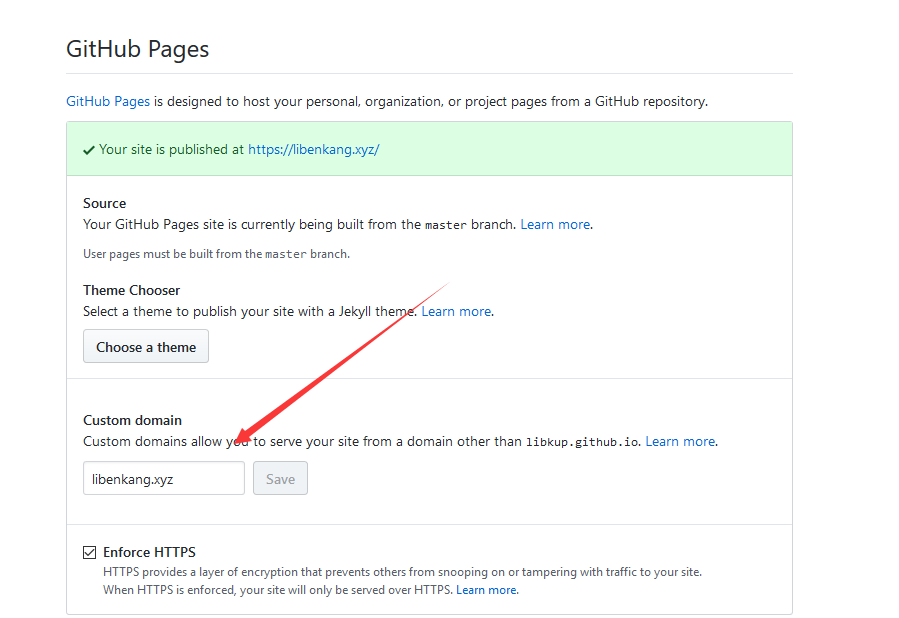 GitHub Pages
GitHub Pages is designed to host your personal, organization, or project pages from a GitHub repository.
Your site is published at https://libenkang.xyz/
Source
Your GitHub Pages site is currently being built from the master branch. Learn more.
User pages must be built from the master branch.
Theme Chooser
Select a theme to publish your site with a Jekyll theme. Learn more.
Choose a theme
Custom domain
Custom domains allow you to serve your site from a domain other than libkup.github.io. Learn more.
libenkang.xyz
Save
Enforce HTTPS
HTTPS provides a layer of encryption that prevents others from snooping on or tampering with traffic to your site.
When HTTPS is enforced, your site will only be served over HTTPS. Learn more.